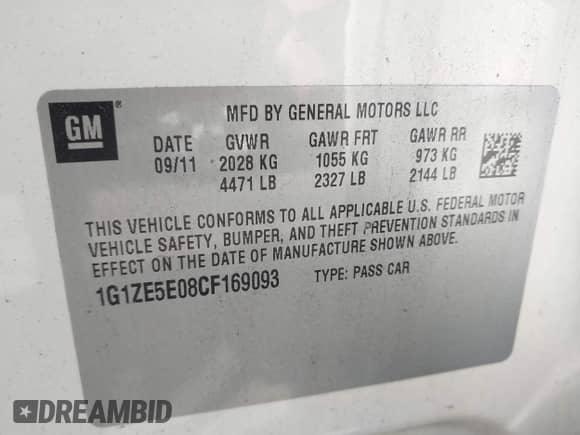 GM
MFD BY GENERAL MOTORS LLC
DATE GVWR GAWR FRT GAWR RR
09/11 2028 KG 1055 KG 973 KG
4471 LB 2327 LB 2144 LB
THIS VEHICLE CONFORMS TO ALL APPLICABLE U.S. FEDERAL MOTOR
VEHICLE SAFETY, BUMPER, AND THEFT PREVENTION STANDARDS IN
EFFECT ON THE DATE OF MANUFACTURE SHOWN ABOVE.
1G1ZE5E08CF169093 TYPE: PASS CAR
DREAMBID